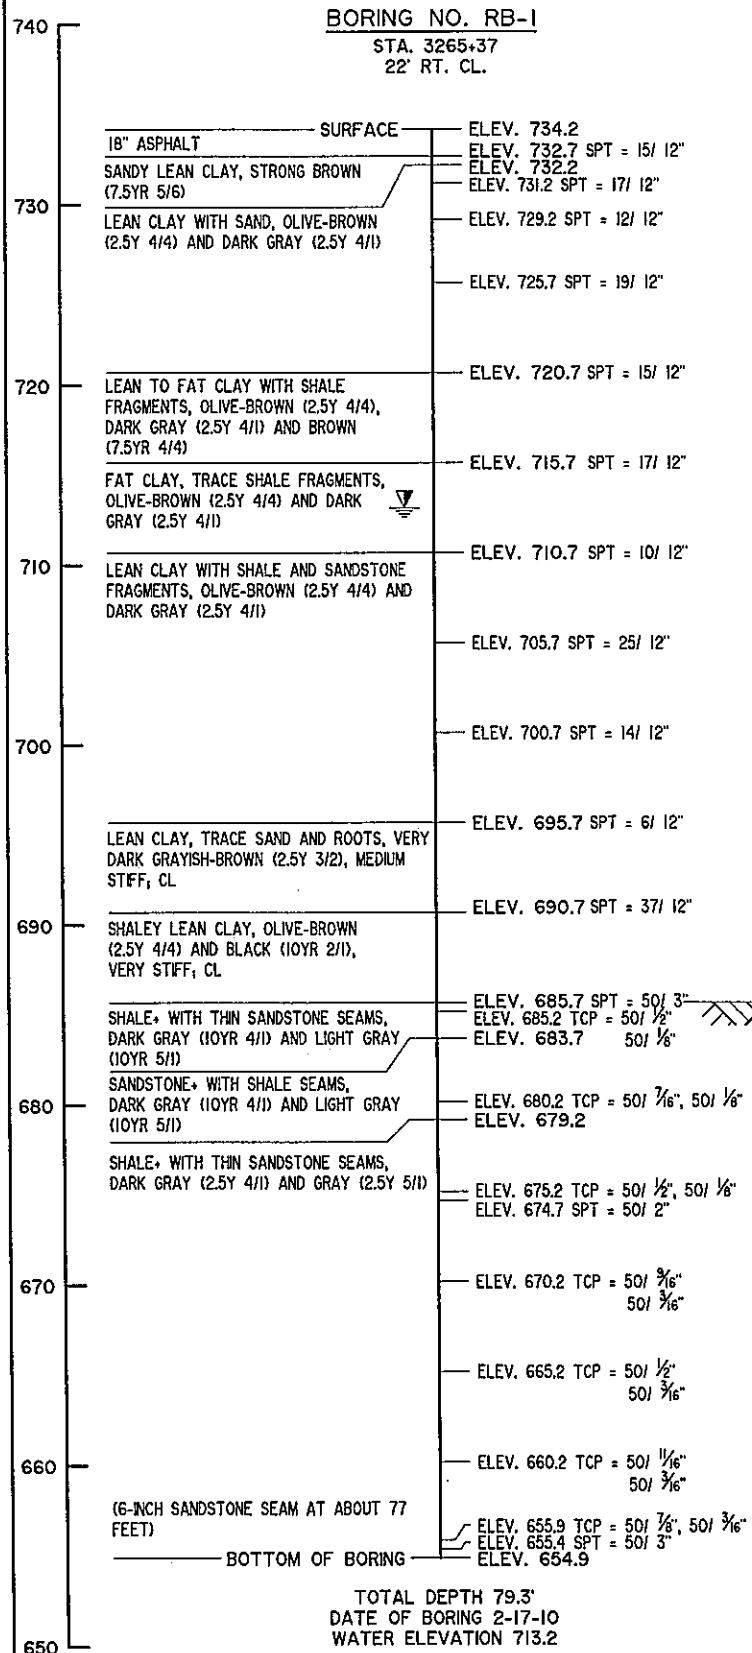 BORING NO. RB-1
STA. 3265+37
22' RT. CL.
740
SURFACE
ELEV. 734.2
18" ASPHALT
ELEV. 732.7 SPT = 15/ 12"
SANDY LEAN CLAY, STRONG BROWN
(7.5YR 5/6)
ELEV. 732.2
ELEV. 731.2 SPT = 17/ 12"
730
LEAN CLAY WITH SAND, OLIVE-BROWN
(2.5Y 4/4) AND DARK GRAY (2.5Y 4/1)
ELEV. 729.2 SPT = 12/ 12"
ELEV. 725.7 SPT = 19/ 12"
720
ELEV. 720.7 SPT = 15/ 12"
LEAN TO FAT CLAY WITH SHALE
FRAGMENTS, OLIVE-BROWN (2.5Y 4/4),
DARK GRAY (2.5Y 4/1) AND BROWN
(7.5YR 4/4)
ELEV. 715.7 SPT = 17/ 12"
FAT CLAY, TRACE SHALE FRAGMENTS,
OLIVE-BROWN (2.5Y 4/4) AND DARK
GRAY (2.5Y 4/1)
710
ELEV. 710.7 SPT = 10/ 12"
LEAN CLAY WITH SHALE AND SANDSTONE
FRAGMENTS, OLIVE-BROWN (2.5Y 4/4) AND
DARK GRAY (2.5Y 4/1)
ELEV. 705.7 SPT = 25/ 12"
700
ELEV. 700.7 SPT = 14/ 12"
ELEV. 695.7 SPT = 6/ 12"
LEAN CLAY, TRACE SAND AND ROOTS, VERY
DARK GRAYISH-BROWN (2.5Y 3/2), MEDIUM
STIFF; CL
690
ELEV. 690.7 SPT = 37/ 12"
SHALEY LEAN CLAY, OLIVE-BROWN
(2.5Y 4/4) AND BLACK (10YR 2/1),
VERY STIFF; CL
ELEV. 685.7 SPT = 50/ 3"
SHALE+ WITH THIN SANDSTONE SEAMS,
DARK GRAY (10YR 4/1) AND LIGHT GRAY
(10YR 5/1)
ELEV. 685.2 TCP = 50/ 1/2"
50/ 1/8"
ELEV. 683.7
680
SANDSTONE+ WITH SHALE SEAMS,
DARK GRAY (10YR 4/1) AND LIGHT GRAY
(10YR 5/1)
ELEV. 680.2 TCP = 50/ 7/16", 50/ 1/8"
ELEV. 679.2
SHALE+ WITH THIN SANDSTONE SEAMS,
DARK GRAY (2.5Y 4/1) AND GRAY (2.5Y 5/1)
ELEV. 675.2 TCP = 50/ 1/2", 50/ 1/8"
ELEV. 674.7 SPT = 50/ 2"
670
ELEV. 670.2 TCP = 50/ 9/16"
50/ 3/16"
ELEV. 665.2 TCP = 50/ 1/2"
50/ 3/16"
660
ELEV. 660.2 TCP = 50/ 11/16"
50/ 3/16"
(6-INCH SANDSTONE SEAM AT ABOUT 77
FEET)
ELEV. 655.9 TCP = 50/ 7/8", 50/ 3/16"
ELEV. 655.4 SPT = 50/ 3"
BOTTOM OF BORING
ELEV. 654.9
TOTAL DEPTH 79.3'
DATE OF BORING 2-17-10
WATER ELEVATION 713.2
650